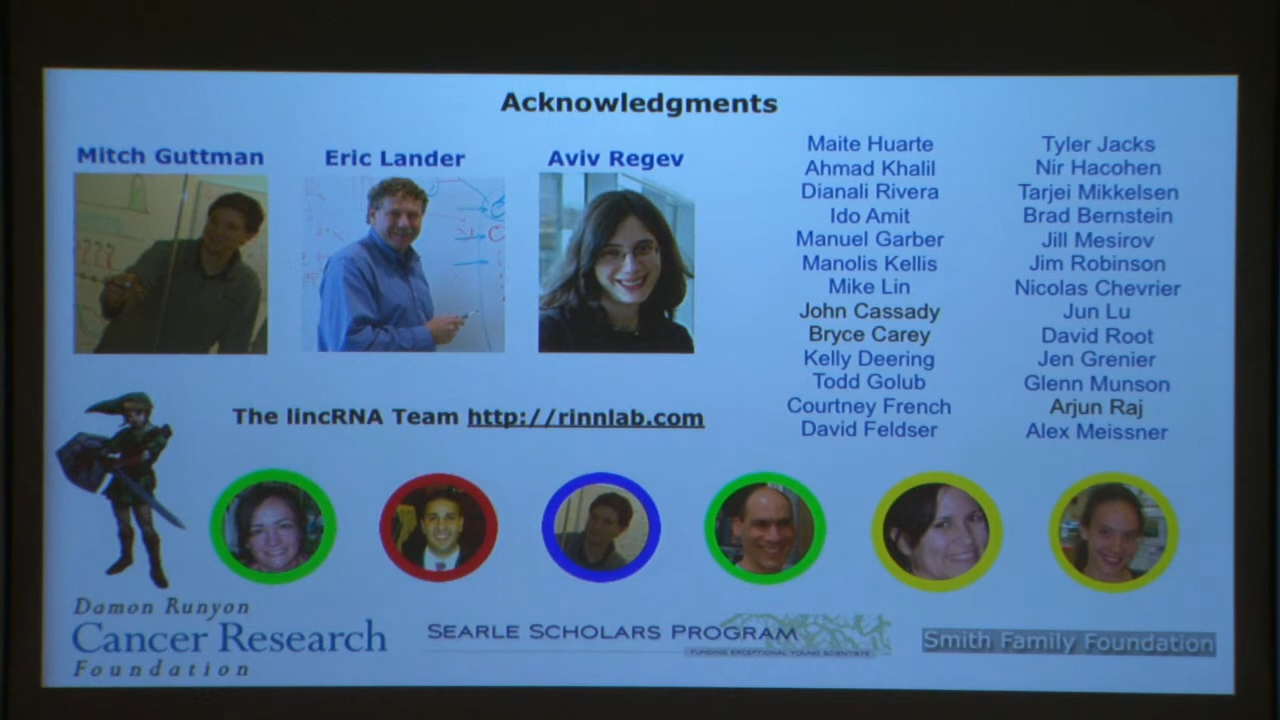 Acknowledgments
Mitch Guttman
Eric Lander
Aviv Regev
Maite Huarte
Ahmad Khalil
Dianali Rivera
Ido Amit
Manuel Garber
Manolis Kellis
Mike Lin
John Cassady
Bryce Carey
Kelly Deering
Todd Golub
Courtney French
David Feldser
Tyler Jacks
Nir Hacohen
Tarjei Mikkelsen
Brad Bernstein
Jill Mesirov
Jim Robinson
Nicolas Chevrier
Jun Lu
David Root
Jen Grenier
Glenn Munson
Arjun Raj
Alex Meissner
The lincRNA Team http://rinnlab.com
Damon Runyon
Cancer Research
Foundation
SEARLE SCHOLARS PROGRAM
FUNDING EXCEPTIONAL YOUNG SCIENTISTS
Smith Family Foundation